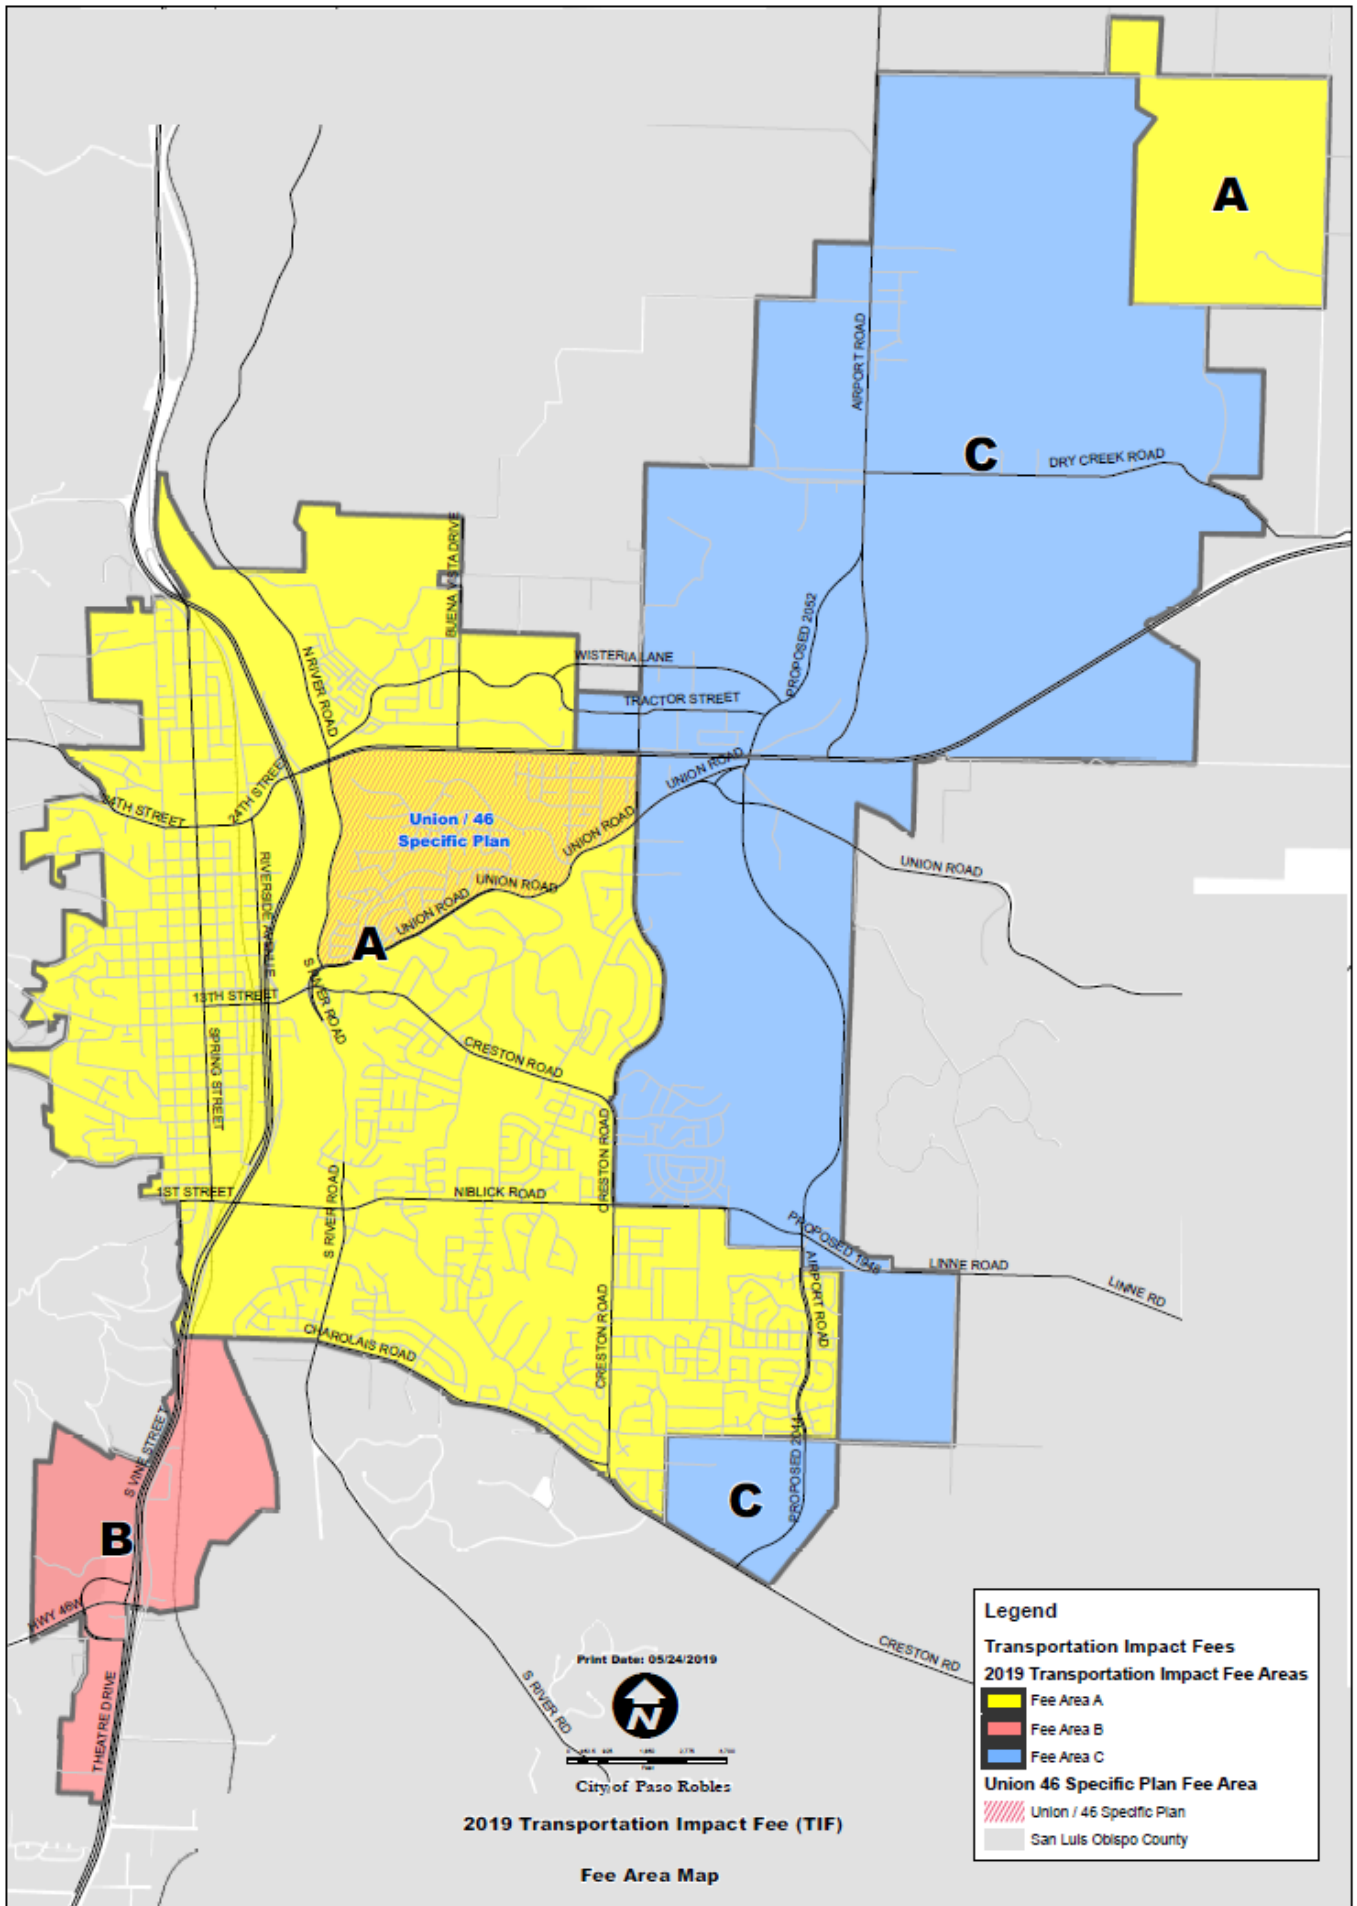 A
AIRPORT ROAD
C
DRY CREEK ROAD
BUENA VISTA DRIVE
PROPOSED 2052
N RIVER ROAD
WISTERIA LANE
TRACTOR STREET
UNION ROAD
24TH STREET
24TH STREET
Union / 46
Specific Plan
UNION ROAD
UNION ROAD
UNION ROAD
UNION ROAD
RIVERSIDE AVENUE
A
S RIVER ROAD
13TH STREET
SPRING STREET
CRESTON ROAD
CRESTON ROAD
1ST STREET
NIBLICK ROAD
S RIVER ROAD
PROPOSED 1948
AIRPORT ROAD
LINNE ROAD
LINNE RD
CHAROLAIS ROAD
CRESTON ROAD
S VINE STREET
PROPOSED 2044
C
B
HWY 46W
THEATRE DRIVE
S RIVER RD
CRESTON RD
Print Date: 05/24/2019
N
Feet
City of Paso Robles
2019 Transportation Impact Fee (TIF)
Fee Area Map
Legend
Transportation Impact Fees
2019 Transportation Impact Fee Areas
Fee Area A
Fee Area B
Fee Area C
Union 46 Specific Plan Fee Area
Union / 46 Specific Plan
San Luis Obispo County